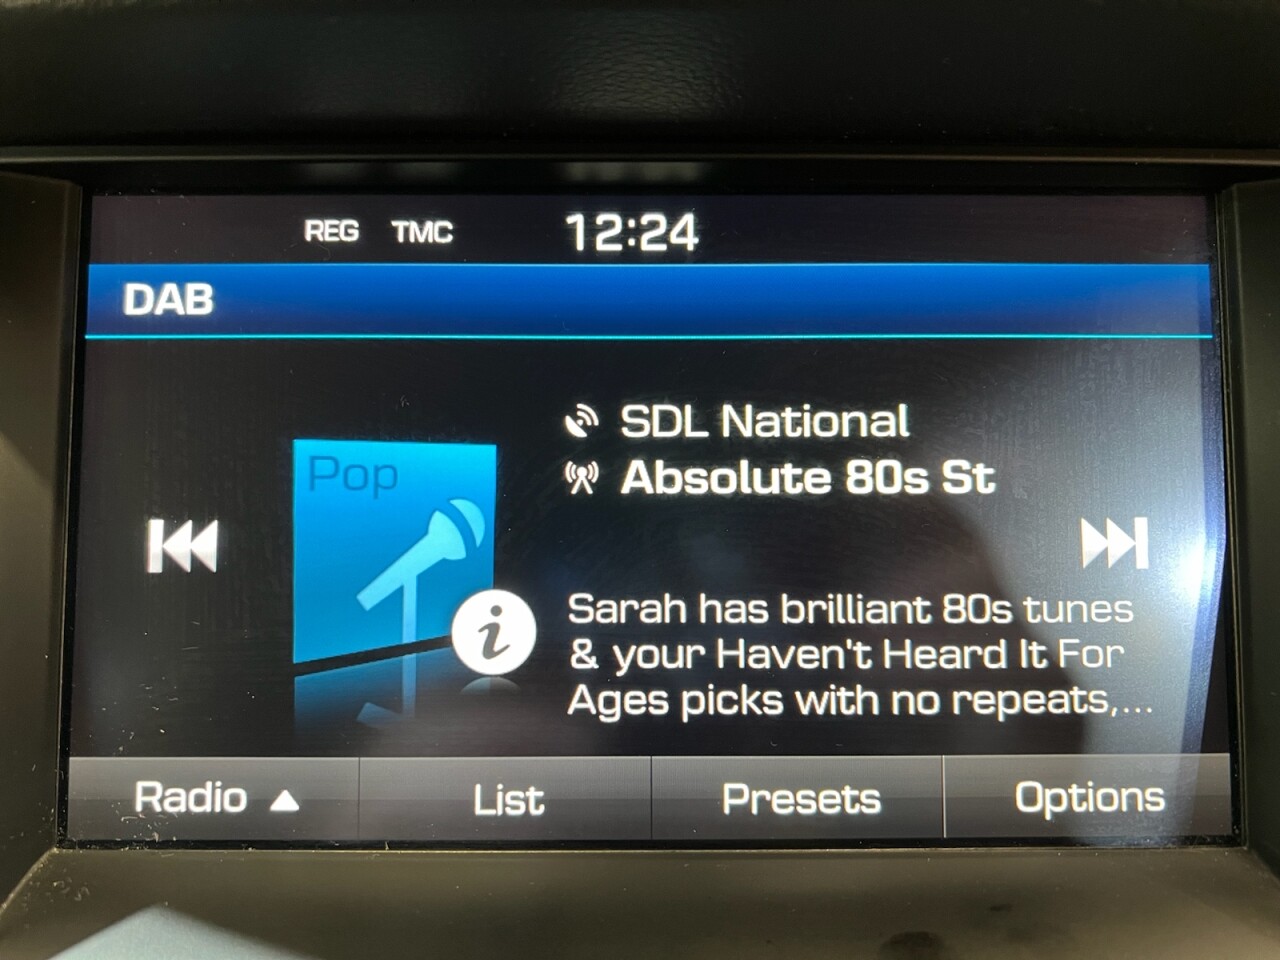 REG TMC 12:24
DAB
SDL National
Absolute 80s St
Pop
i
Sarah has brilliant 80s tunes
& your Haven't Heard It For
Ages picks with no repeats,...
Radio List Presets Options